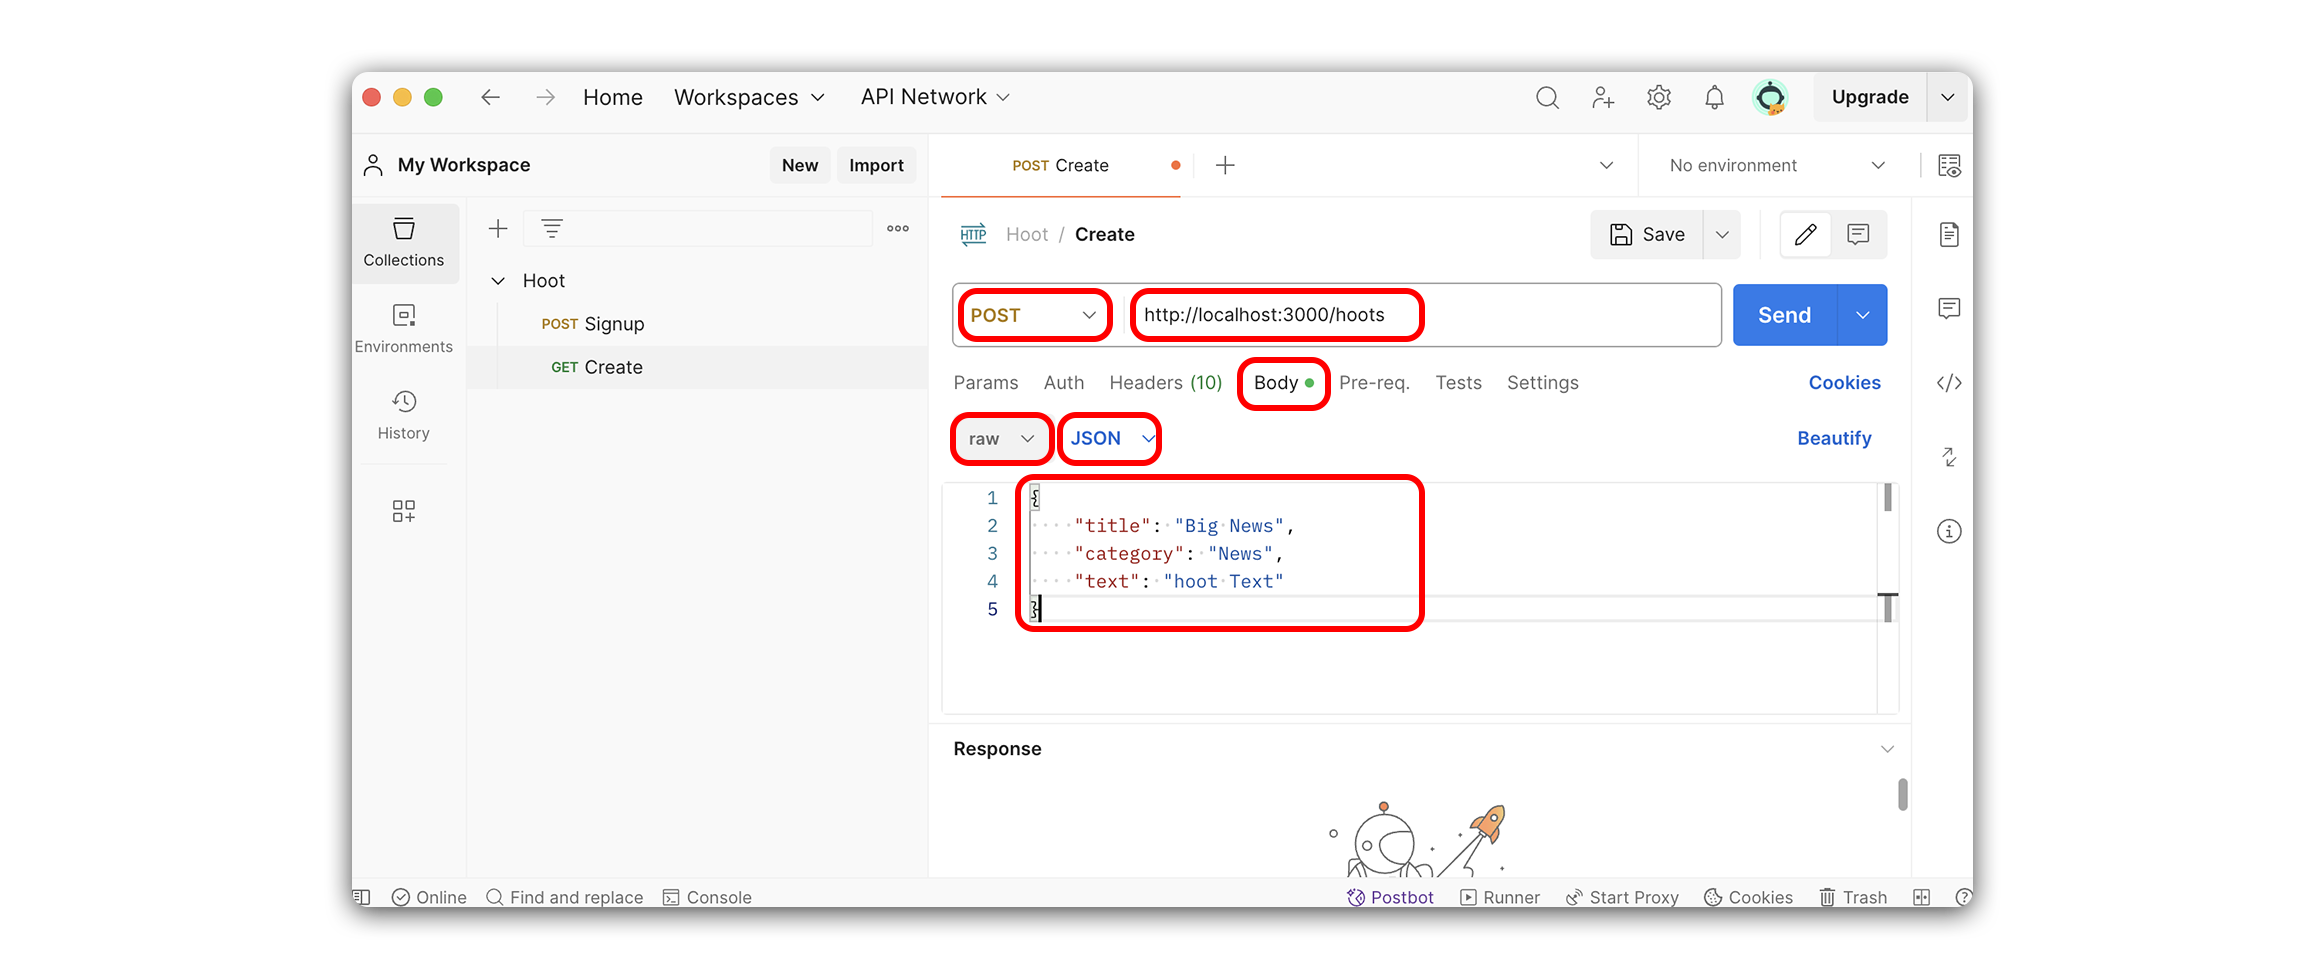 Home Workspaces API Network Upgrade
My Workspace New Import POST Create No environment
Collections
Environments
History
Hoot
POST Signup
GET Create
HTTP Hoot / Create Save
POST http://localhost:3000/hoots Send
Params Auth Headers (10) Body Pre-req. Tests Settings Cookies
raw JSON Beautify
1 {
2 "title": "Big News",
3 "category": "News",
4 "text": "hoot Text"
5 }
Response
Online Find and replace Console Postbot Runner Start Proxy Cookies Trash